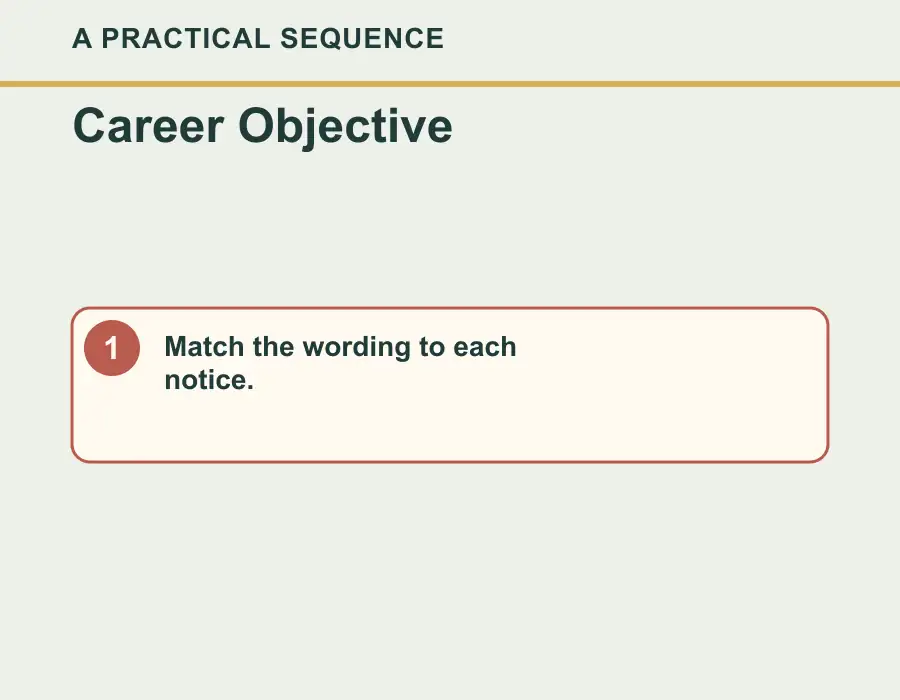 A PRACTICAL SEQUENCE
Career Objective
1
Match the wording to each
notice.